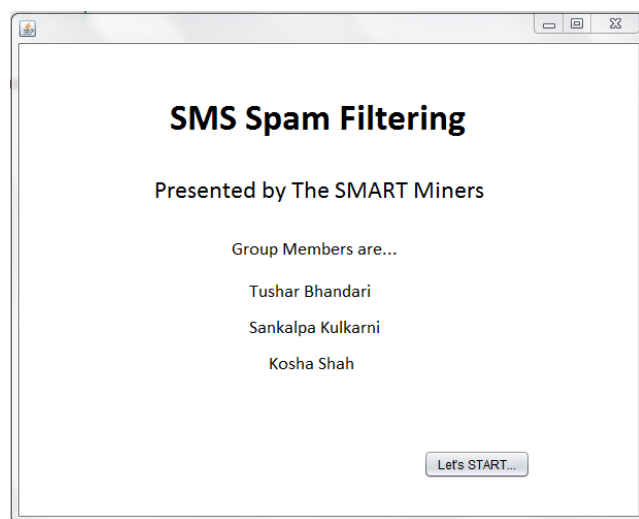 SMS Spam Filtering
Presented by The SMART Miners
Group Members are...
Tushar Bhandari
Sankalpa Kulkarni
Kosha Shah
Let's START...